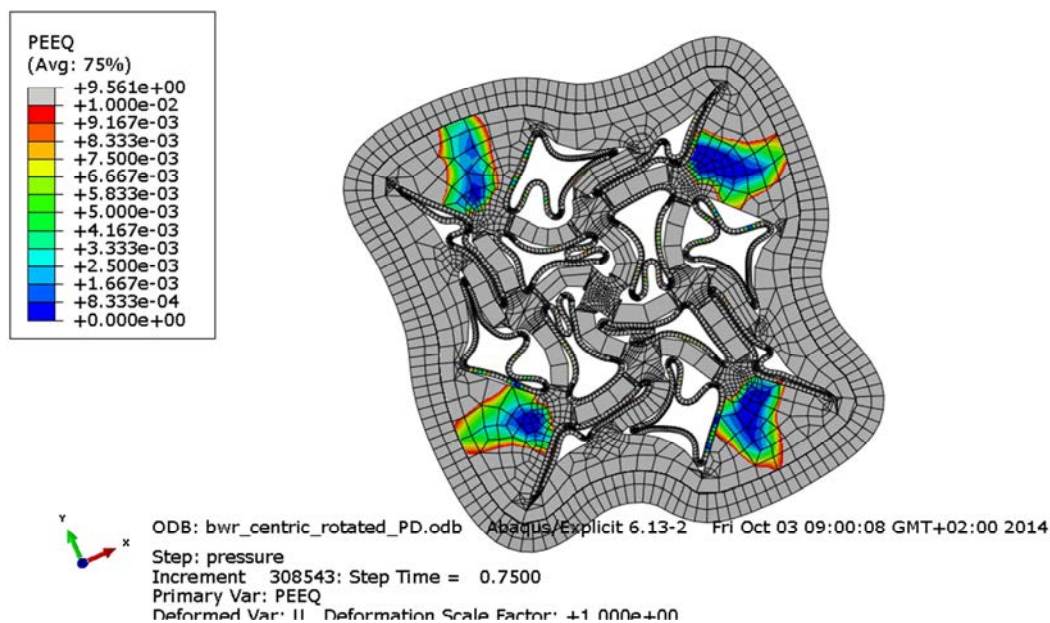 PEEQ
(Avg: 75%)
+9.561e+00
+1.000e-02
+9.167e-03
+8.333e-03
+7.500e-03
+6.667e-03
+5.833e-03
+5.000e-03
+4.167e-03
+3.333e-03
+2.500e-03
+1.667e-03
+8.333e-04
+0.000e+00
Y
X
ODB: bwr_centric_rotated_PD.odb Abaqus/Explicit 6.13-2 Fri Oct 03 09:00:08 GMT+02:00 2014
Step: pressure
Increment 308543: Step Time = 0.7500
Primary Var: PEEQ
Deformed Var: U Deformation Scale Factor: +1.000e+00